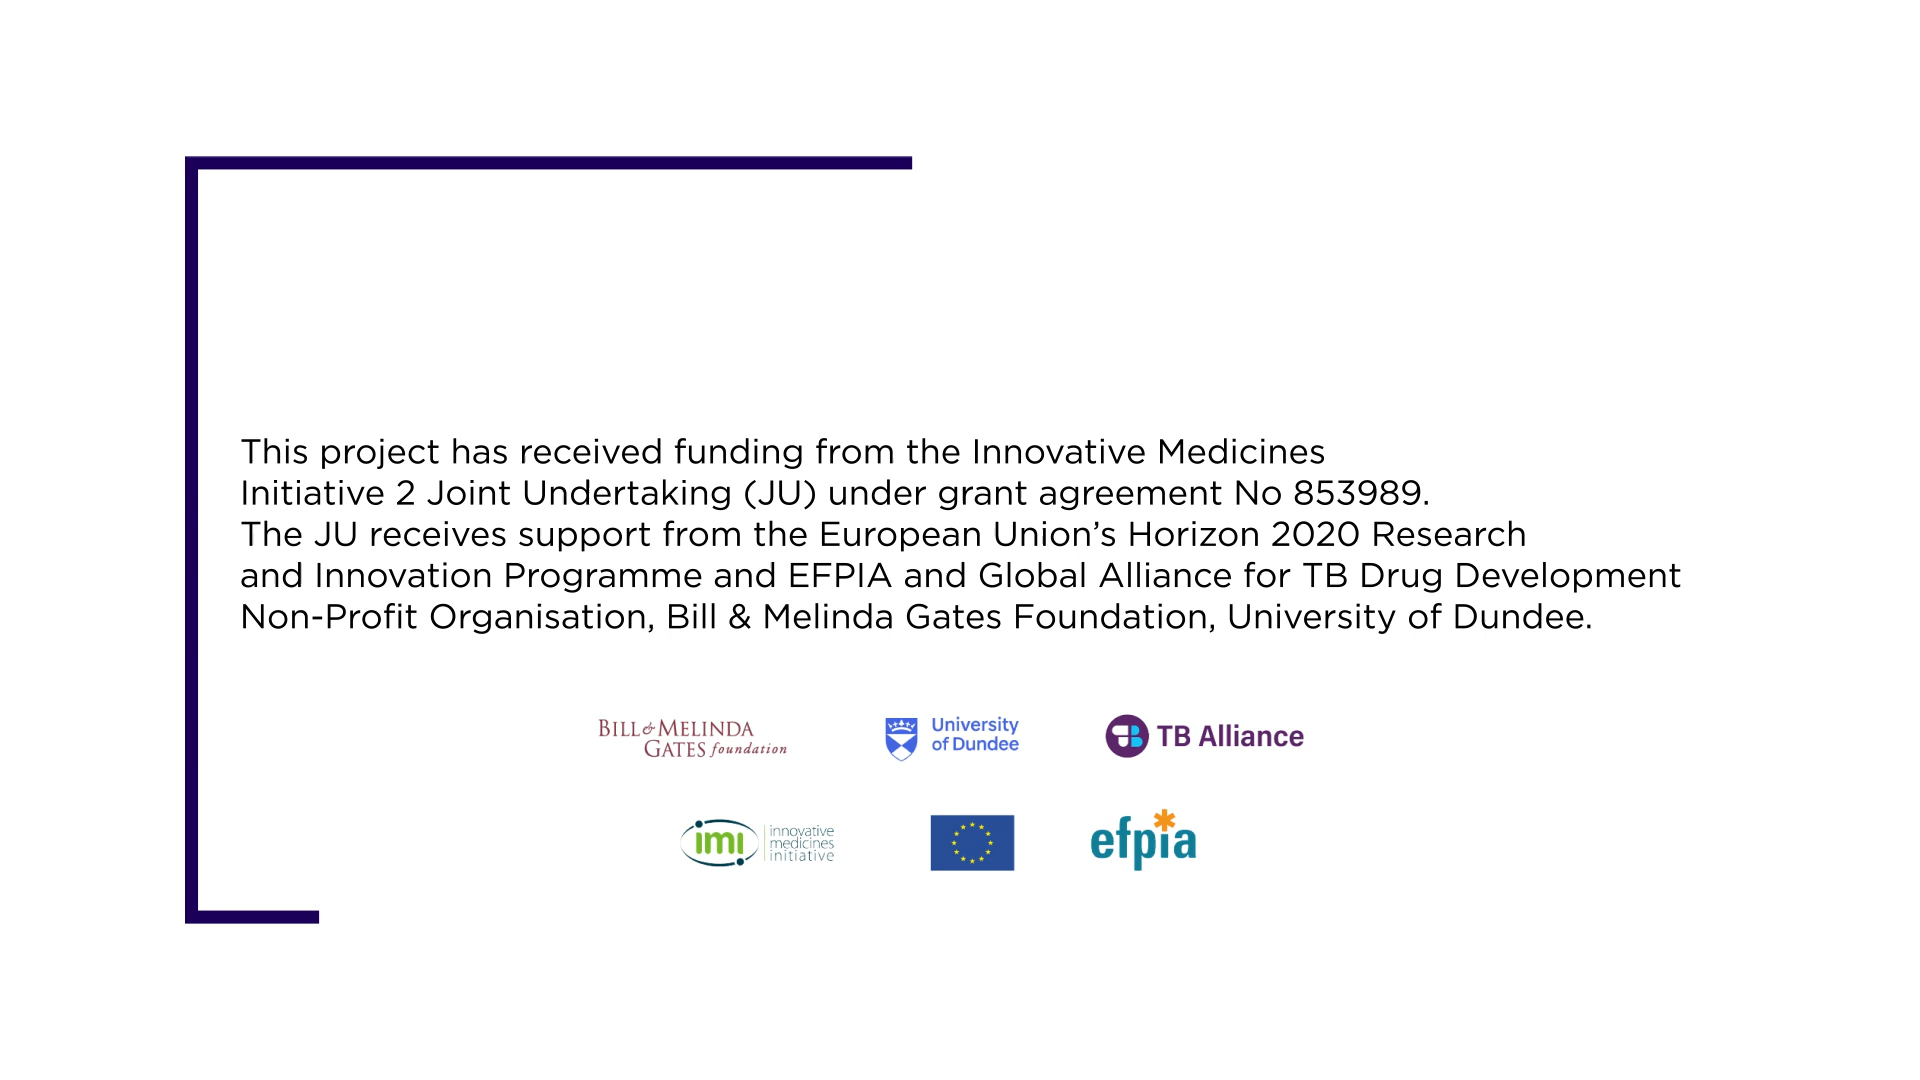 This project has received funding from the Innovative Medicines
Initiative 2 Joint Undertaking (JU) under grant agreement No 853989.
The JU receives support from the European Union’s Horizon 2020 Research
and Innovation Programme and EFPIA and Global Alliance for TB Drug Development
Non-Profit Organisation, Bill & Melinda Gates Foundation, University of Dundee.
BILL & MELINDA
GATES foundation
University
of Dundee
TB Alliance
imi
innovative
medicines
initiative
efpia